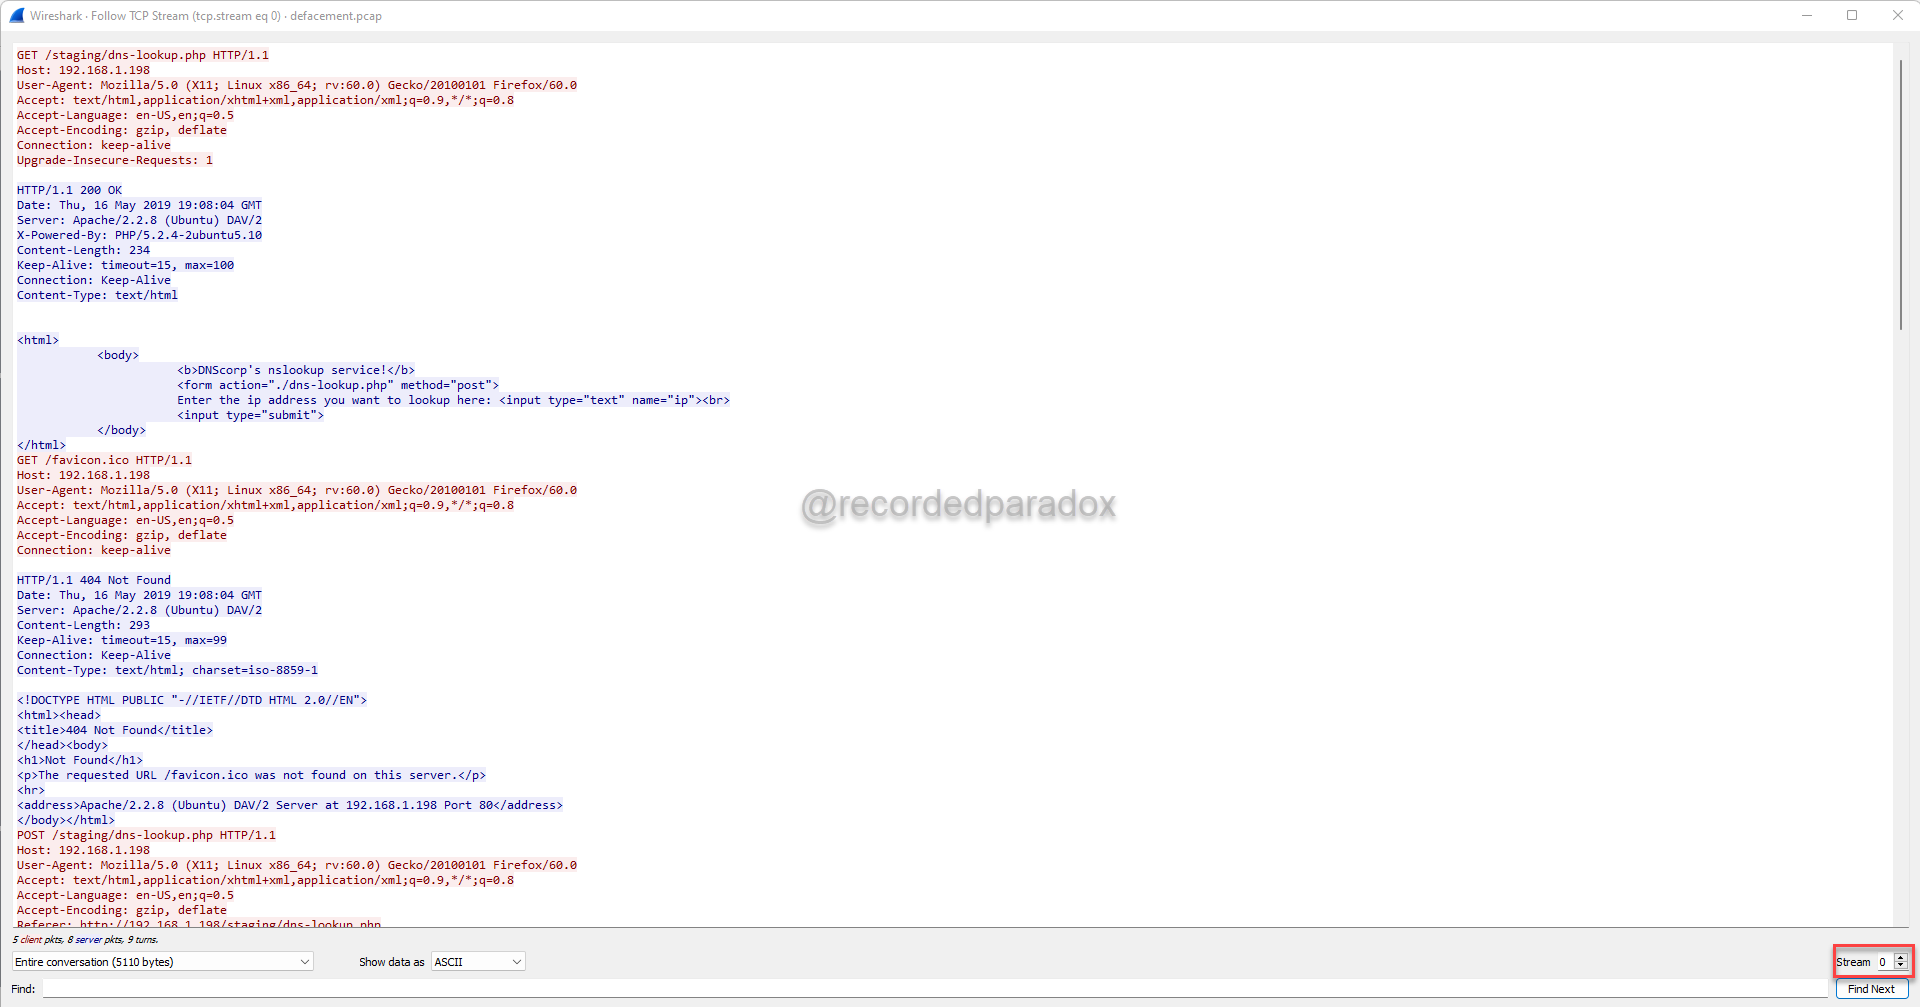 Wireshark · Follow TCP Stream (tcp.stream eq 0) · defacement.pcap
GET /staging/dns-lookup.php HTTP/1.1
Host: 192.168.1.198
User-Agent: Mozilla/5.0 (X11; Linux x86_64; rv:60.0) Gecko/20100101 Firefox/60.0
Accept: text/html,application/xhtml+xml,application/xml;q=0.9,*/*;q=0.8
Accept-Language: en-US,en;q=0.5
Accept-Encoding: gzip, deflate
Connection: keep-alive
Upgrade-Insecure-Requests: 1
HTTP/1.1 200 OK
Date: Thu, 16 May 2019 19:08:04 GMT
Server: Apache/2.2.8 (Ubuntu) DAV/2
X-Powered-By: PHP/5.2.4-2ubuntu5.10
Content-Length: 234
Keep-Alive: timeout=15, max=100
Connection: Keep-Alive
Content-Type: text/html
<html>
<body>
<b>DNScorp's nslookup service!</b>
<form action="./dns-lookup.php" method="post">
Enter the ip address you want to lookup here: <input type="text" name="ip"><br>
<input type="submit">
</body>
</html>
GET /favicon.ico HTTP/1.1
Host: 192.168.1.198
User-Agent: Mozilla/5.0 (X11; Linux x86_64; rv:60.0) Gecko/20100101 Firefox/60.0
Accept: text/html,application/xhtml+xml,application/xml;q=0.9,*/*;q=0.8
Accept-Language: en-US,en;q=0.5
Accept-Encoding: gzip, deflate
Connection: keep-alive
@recordedparadox
HTTP/1.1 404 Not Found
Date: Thu, 16 May 2019 19:08:04 GMT
Server: Apache/2.2.8 (Ubuntu) DAV/2
Content-Length: 293
Keep-Alive: timeout=15, max=99
Connection: Keep-Alive
Content-Type: text/html; charset=iso-8859-1
<!DOCTYPE HTML PUBLIC "-//IETF//DTD HTML 2.0//EN">
<html><head>
<title>404 Not Found</title>
</head><body>
<h1>Not Found</h1>
<p>The requested URL /favicon.ico was not found on this server.</p>
<hr>
<address>Apache/2.2.8 (Ubuntu) DAV/2 Server at 192.168.1.198 Port 80</address>
</body></html>
POST /staging/dns-lookup.php HTTP/1.1
Host: 192.168.1.198
User-Agent: Mozilla/5.0 (X11; Linux x86_64; rv:60.0) Gecko/20100101 Firefox/60.0
Accept: text/html,application/xhtml+xml,application/xml;q=0.9,*/*;q=0.8
Accept-Language: en-US,en;q=0.5
Accept-Encoding: gzip, deflate
Referer: http://192.168.1.198/staging/dns-lookup.php
5 client pkts, 8 server pkts, 9 turns.
Entire conversation (5110 bytes) Show data as ASCII Stream 0
Find: Find Next